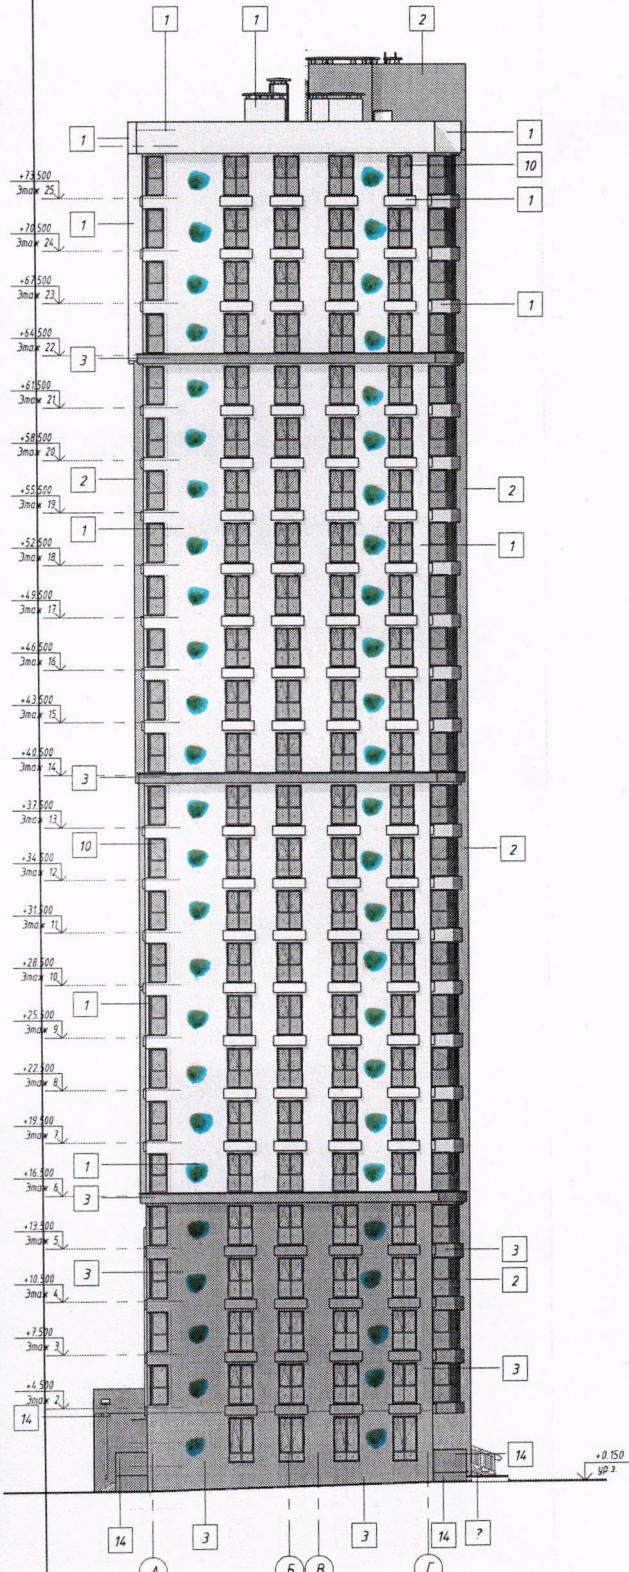 1
1
2
1
1
+73.500
Этаж 25
10
1
1
+70.500
Этаж 24
+67.500
Этаж 23
1
+64.500
Этаж 22
3
+61.500
Этаж 21
+58.500
Этаж 20
2
2
+55.500
Этаж 19
1
1
+52.500
Этаж 18
+49.500
Этаж 17
+46.500
Этаж 16
+43.500
Этаж 15
+40.500
Этаж 14
3
+37.500
Этаж 13
10
2
+34.500
Этаж 12
+31.500
Этаж 11
+28.500
Этаж 10
1
+25.500
Этаж 9
+22.500
Этаж 8
+19.500
Этаж 7
1
+16.500
Этаж 6
3
+13.500
Этаж 5
3
3
2
+10.500
Этаж 4
+7.500
Этаж 3
3
+4.500
Этаж 2
14
14
+0.150
ур.з.
14
3
3
14
?
А
Б
В
Г